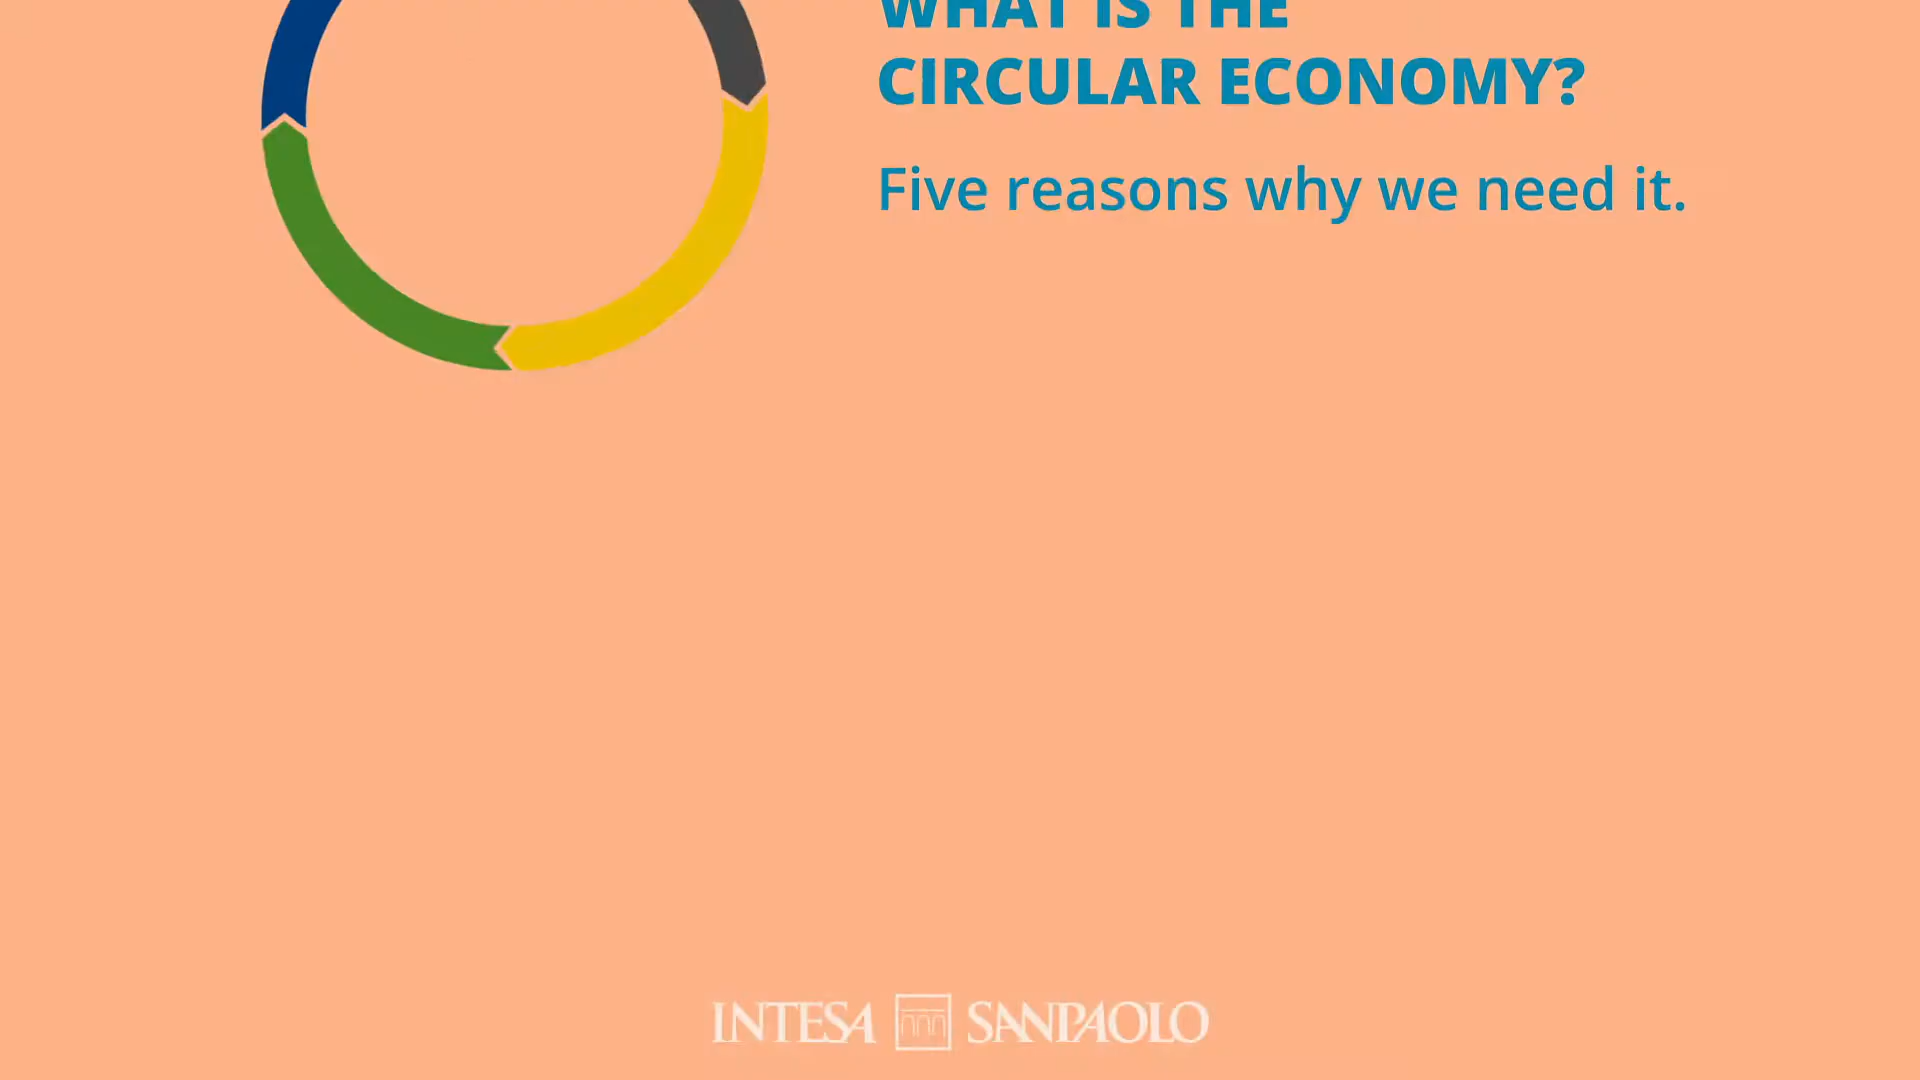 WHAT IS THE
CIRCULAR ECONOMY?
Five reasons why we need it.
INTESA SANPAOLO